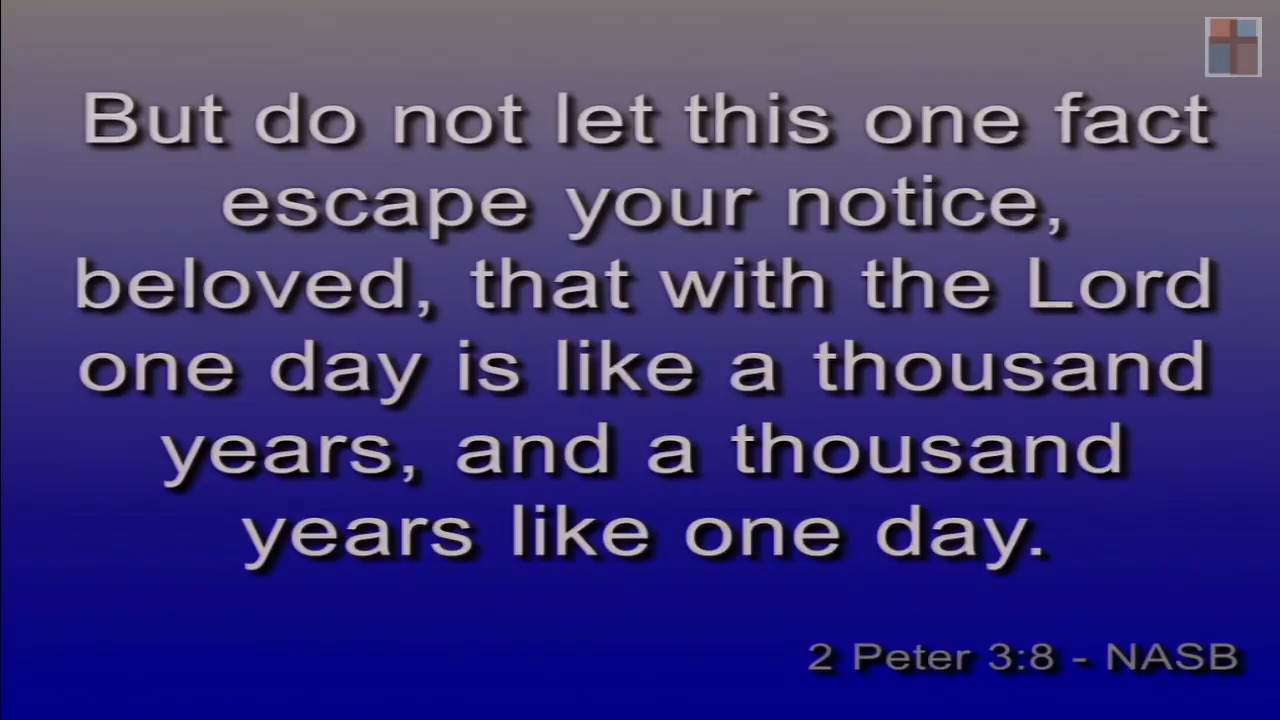 But do not let this one fact
escape your notice,
beloved, that with the Lord
one day is like a thousand
years, and a thousand
years like one day.
2 Peter 3:8 - NASB